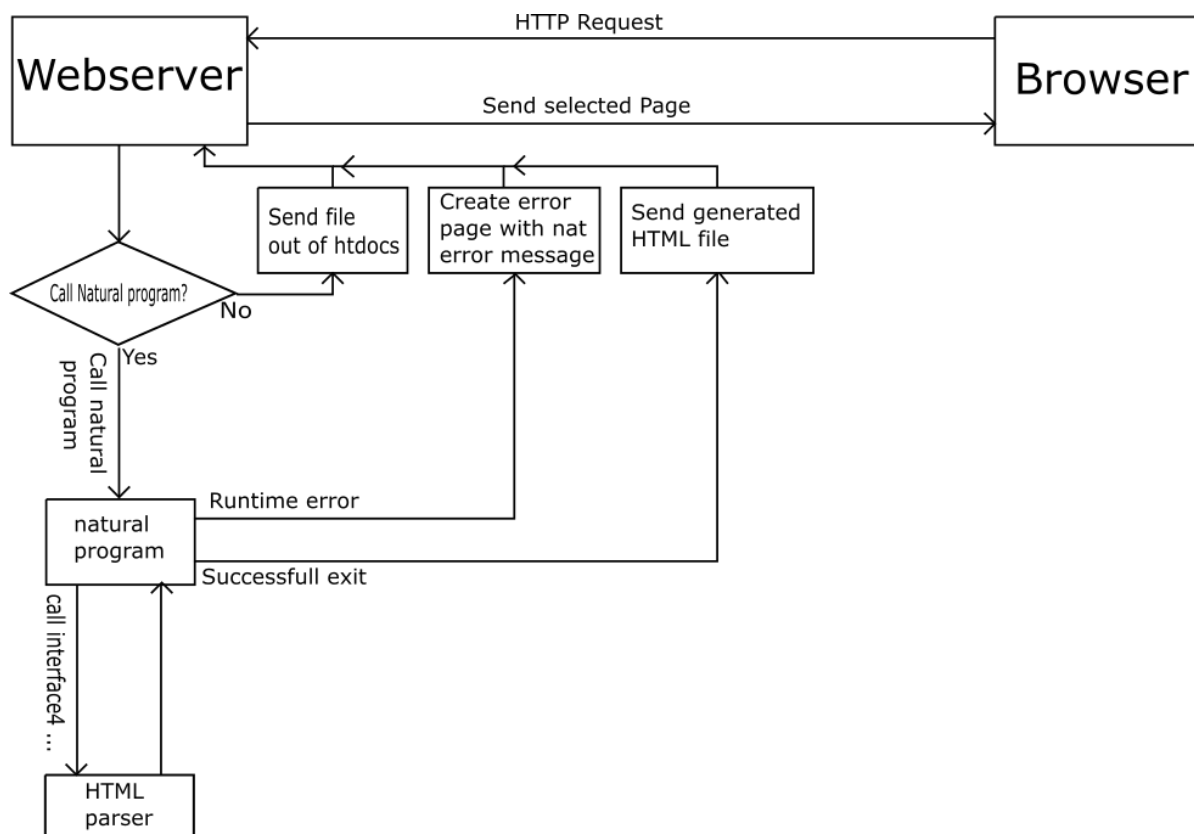 HTTP Request
Webserver
Browser
Send selected Page
Send file
out of htdocs
Create error
page with nat
error message
Send generated
HTML file
Call Natural program?
No
Yes
Call natural
program
Runtime error
natural
program
Successfull exit
call interface4 ...
HTML
parser